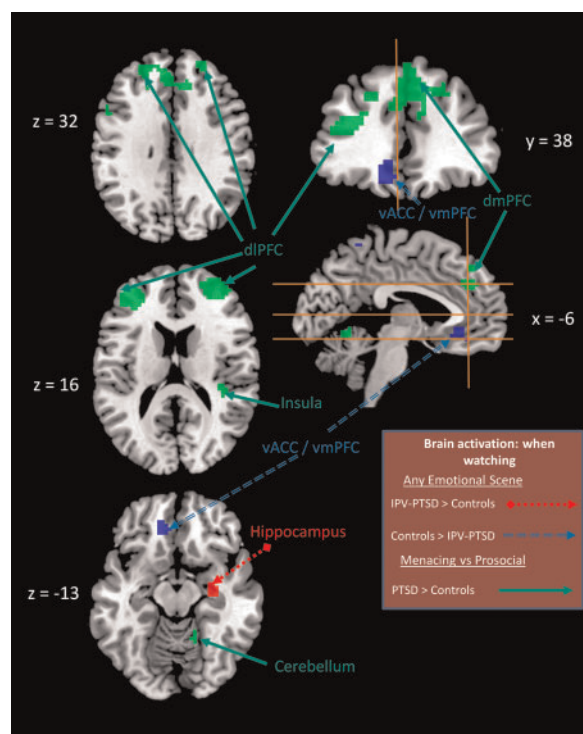 z = 32
y = 38
vACC / vmPFC
dmPFC
dlPFC
x = -6
z = 16
Insula
vACC / vmPFC
Brain activation: when
watching
Any Emotional Scene
IPV-PTSD > Controls
Controls > IPV-PTSD
Menacing vs Prosocial
PTSD > Controls
Hippocampus
z = -13
Cerebellum